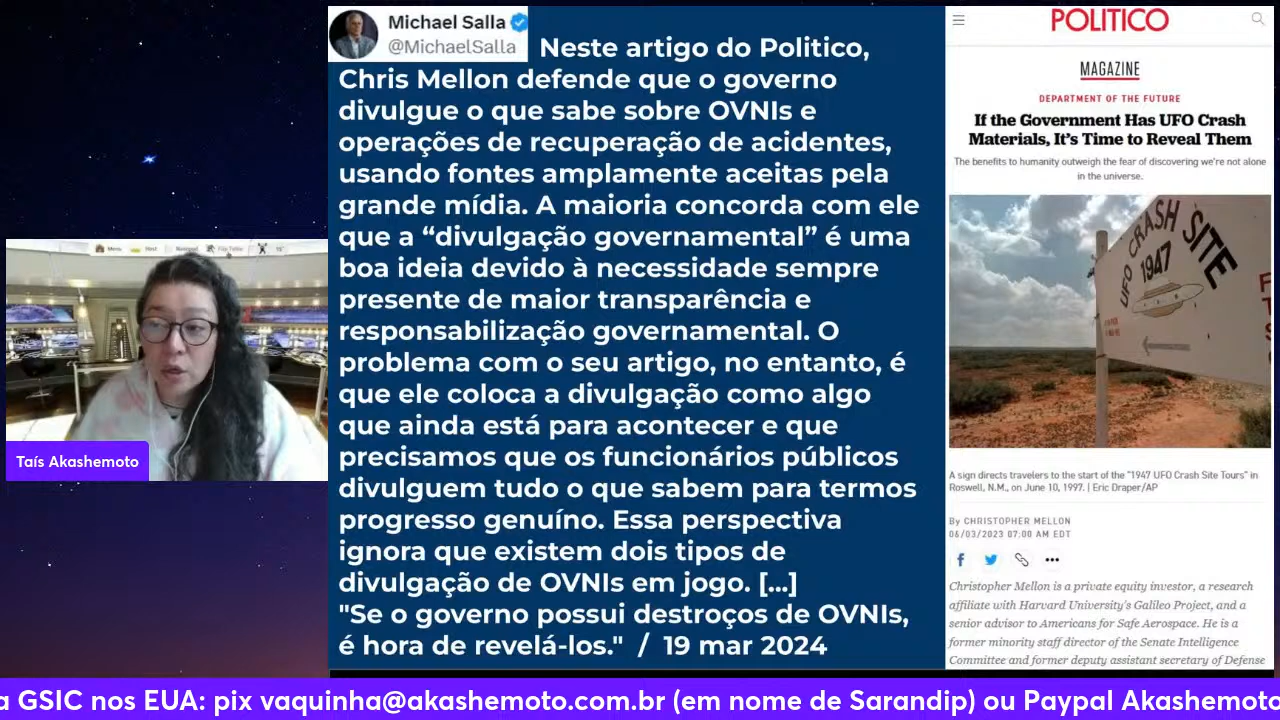 Michael Salla
@MichaelSalla
Neste artigo do Politico,
Chris Mellon defende que o governo
divulgue o que sabe sobre OVNIs e
operações de recuperação de acidentes,
usando fontes amplamente aceitas pela
grande mídia. A maioria concorda com ele
que a “divulgação governamental” é uma
boa ideia devido à necessidade sempre
presente de maior transparência e
responsabilização governamental. O
problema com o seu artigo, no entanto, é
que ele coloca a divulgação como algo
que ainda está para acontecer e que
precisamos que os funcionários públicos
divulguem tudo o que sabem para termos
progresso genuíno. Essa perspectiva
ignora que existem dois tipos de
divulgação de OVNIs em jogo. [...]
"Se o governo possui destroços de OVNIs,
é hora de revelá-los." / 19 mar 2024
POLITICO
MAGAZINE
DEPARTMENT OF THE FUTURE
If the Government Has UFO Crash
Materials, It’s Time to Reveal Them
The benefits to humanity outweigh the fear of discovering we're not alone
in the universe.
UFO CRASH SITE
1947
A sign directs travelers to the start of the "1947 UFO Crash Site Tours" in
Roswell, N.M., on June 10, 1997. | Eric Draper/AP
By CHRISTOPHER MELLON
06/03/2023 07:00 AM EDT
Christopher Mellon is a private equity investor, a research
affiliate with Harvard University's Galileo Project, and a
senior advisor to Americans for Safe Aerospace. He is a
former minority staff director of the Senate Intelligence
Committee and former deputy assistant secretary of Defense
Taís Akashemoto
a GSIC nos EUA: pix vaquinha@akashemoto.com.br (em nome de Sarandip) ou Paypal Akashemoto